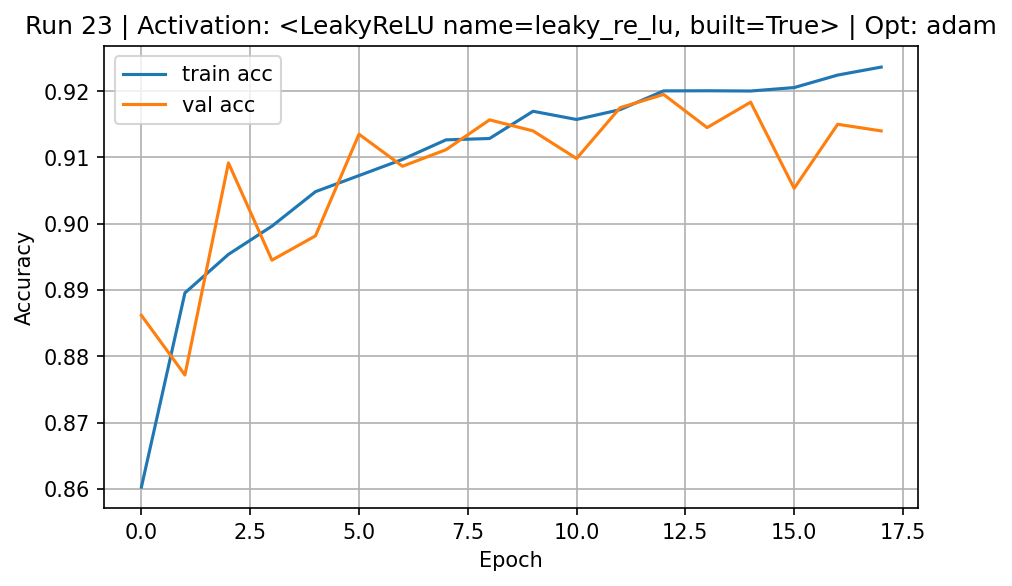 Run 23 | Activation: <LeakyReLU name=leaky_re_lu, built=True> | Opt: adam
train acc
val acc
0.92
0.91
0.90
0.89
0.88
0.87
0.86
Accuracy
0.0 2.5 5.0 7.5 10.0 12.5 15.0 17.5
Epoch